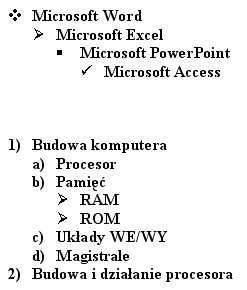 ❖ Microsoft Word
➢ Microsoft Excel
▪ Microsoft PowerPoint
✓ Microsoft Access
1) Budowa komputera
a) Procesor
b) Pamięć
➢ RAM
➢ ROM
c) Układy WE/WY
d) Magistrale
2) Budowa i działanie procesora